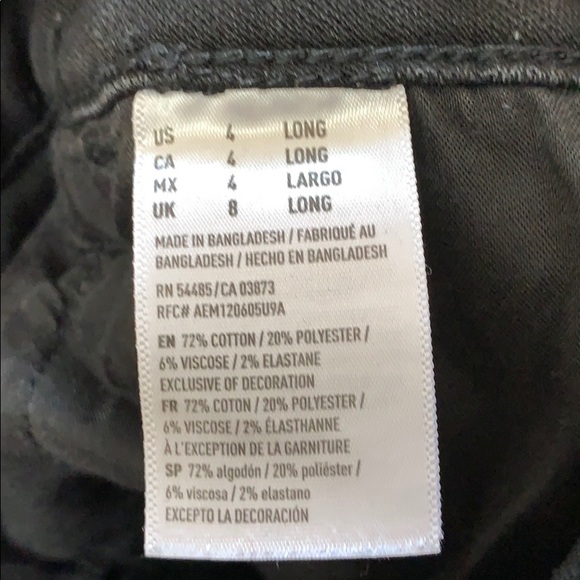 US 4 LONG
CA 4 LONG
MX 4 LARGO
UK 8 LONG
MADE IN BANGLADESH / FABRIQUÉ AU
BANGLADESH / HECHO EN BANGLADESH
RN 54485/CA 03873
RFC# AEM120605U9A
EN 72% COTTON / 20% POLYESTER /
6% VISCOSE / 2% ELASTANE
EXCLUSIVE OF DECORATION
FR 72% COTON / 20% POLYESTER /
6% VISCOSE / 2% ÉLASTHANNE
À L'EXCEPTION DE LA GARNITURE
SP 72% algodón / 20% poliéster /
6% viscosa / 2% elastano
EXCEPTO LA DECORACIÓN